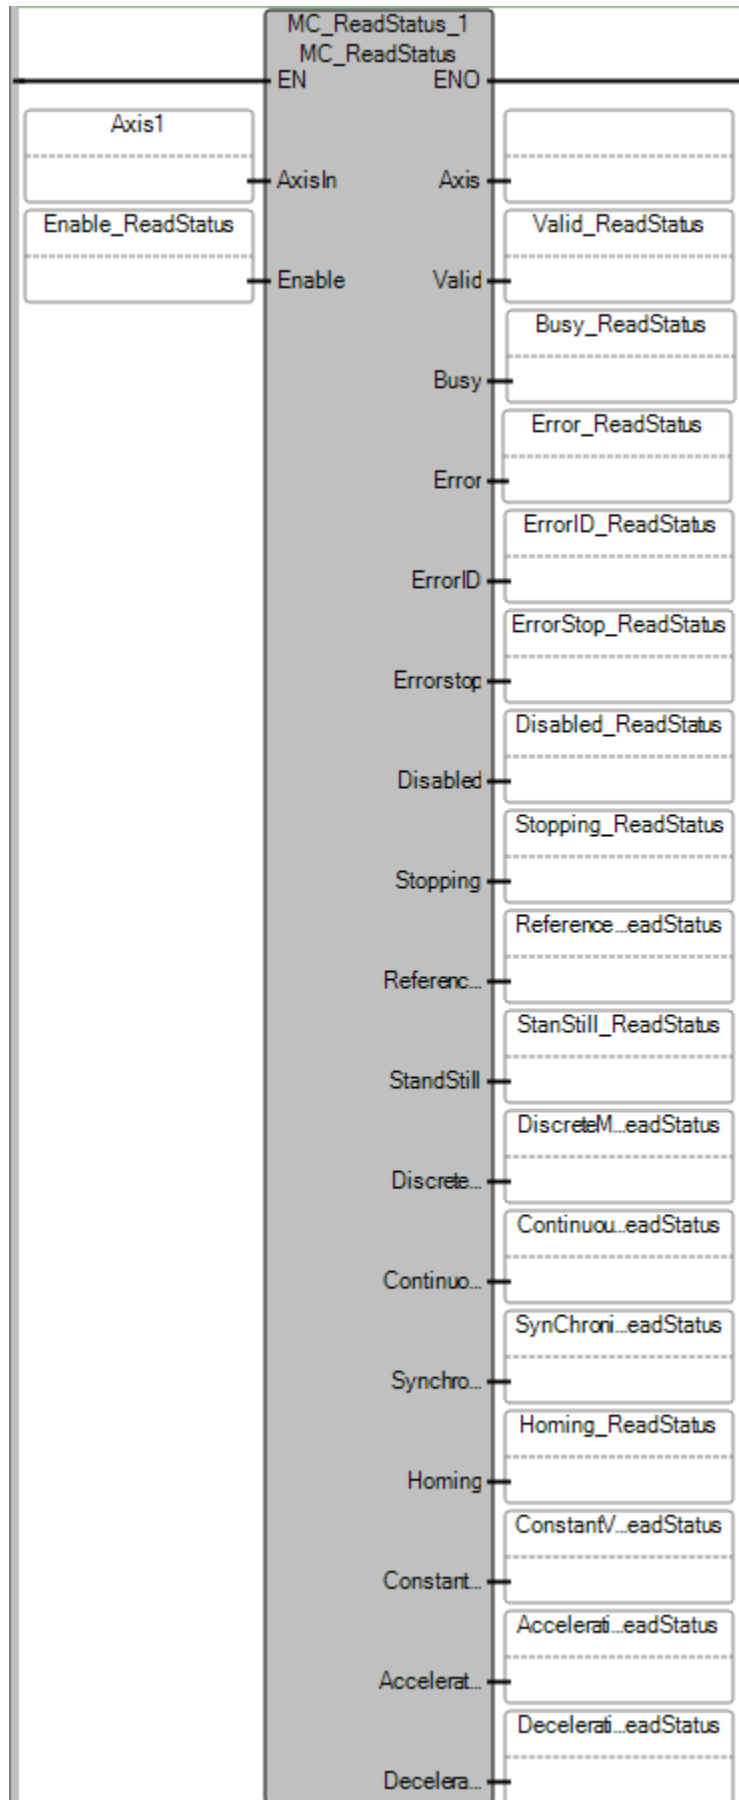 MC_ReadStatus_1
MC_ReadStatus
EN ENO
Axis1
AxisIn Axis
Enable_ReadStatus Valid_ReadStatus
Enable Valid
Busy_ReadStatus
Busy
Error_ReadStatus
Error
ErrorID_ReadStatus
ErrorID
ErrorStop_ReadStatus
Errorstop
Disabled_ReadStatus
Disabled
Stopping_ReadStatus
Stopping
Reference...eadStatus
Referenc...
StanStill_ReadStatus
StandStill
DiscreteM...eadStatus
Discrete...
Continuou...eadStatus
Continuo...
SynChroni...eadStatus
Synchro...
Homing_ReadStatus
Homing
ConstantV...eadStatus
Constant...
Accelerati...eadStatus
Accelerat...
Decelerati...eadStatus
Decelera...